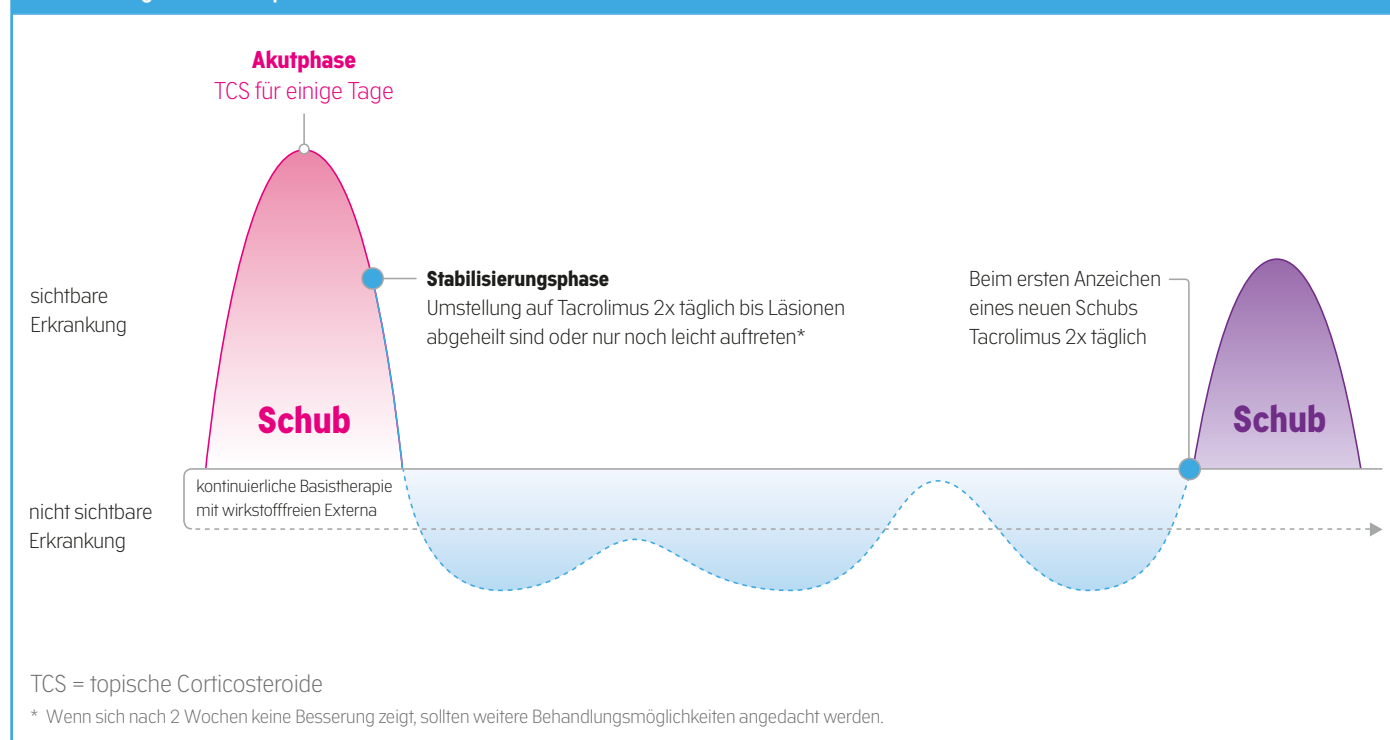 Akutphase
TCS für einige Tage
sichtbare
Erkrankung
Stabilisierungsphase
Umstellung auf Tacrolimus 2x täglich bis Läsionen
abgeheilt sind oder nur noch leicht auftreten*
Beim ersten Anzeichen
eines neuen Schubs
Tacrolimus 2x täglich
Schub
Schub
kontinuierliche Basistherapie
mit wirkstofffreien Externa
nicht sichtbare
Erkrankung
TCS = topische Corticosteroide
* Wenn sich nach 2 Wochen keine Besserung zeigt, sollten weitere Behandlungsmöglichkeiten angedacht werden.